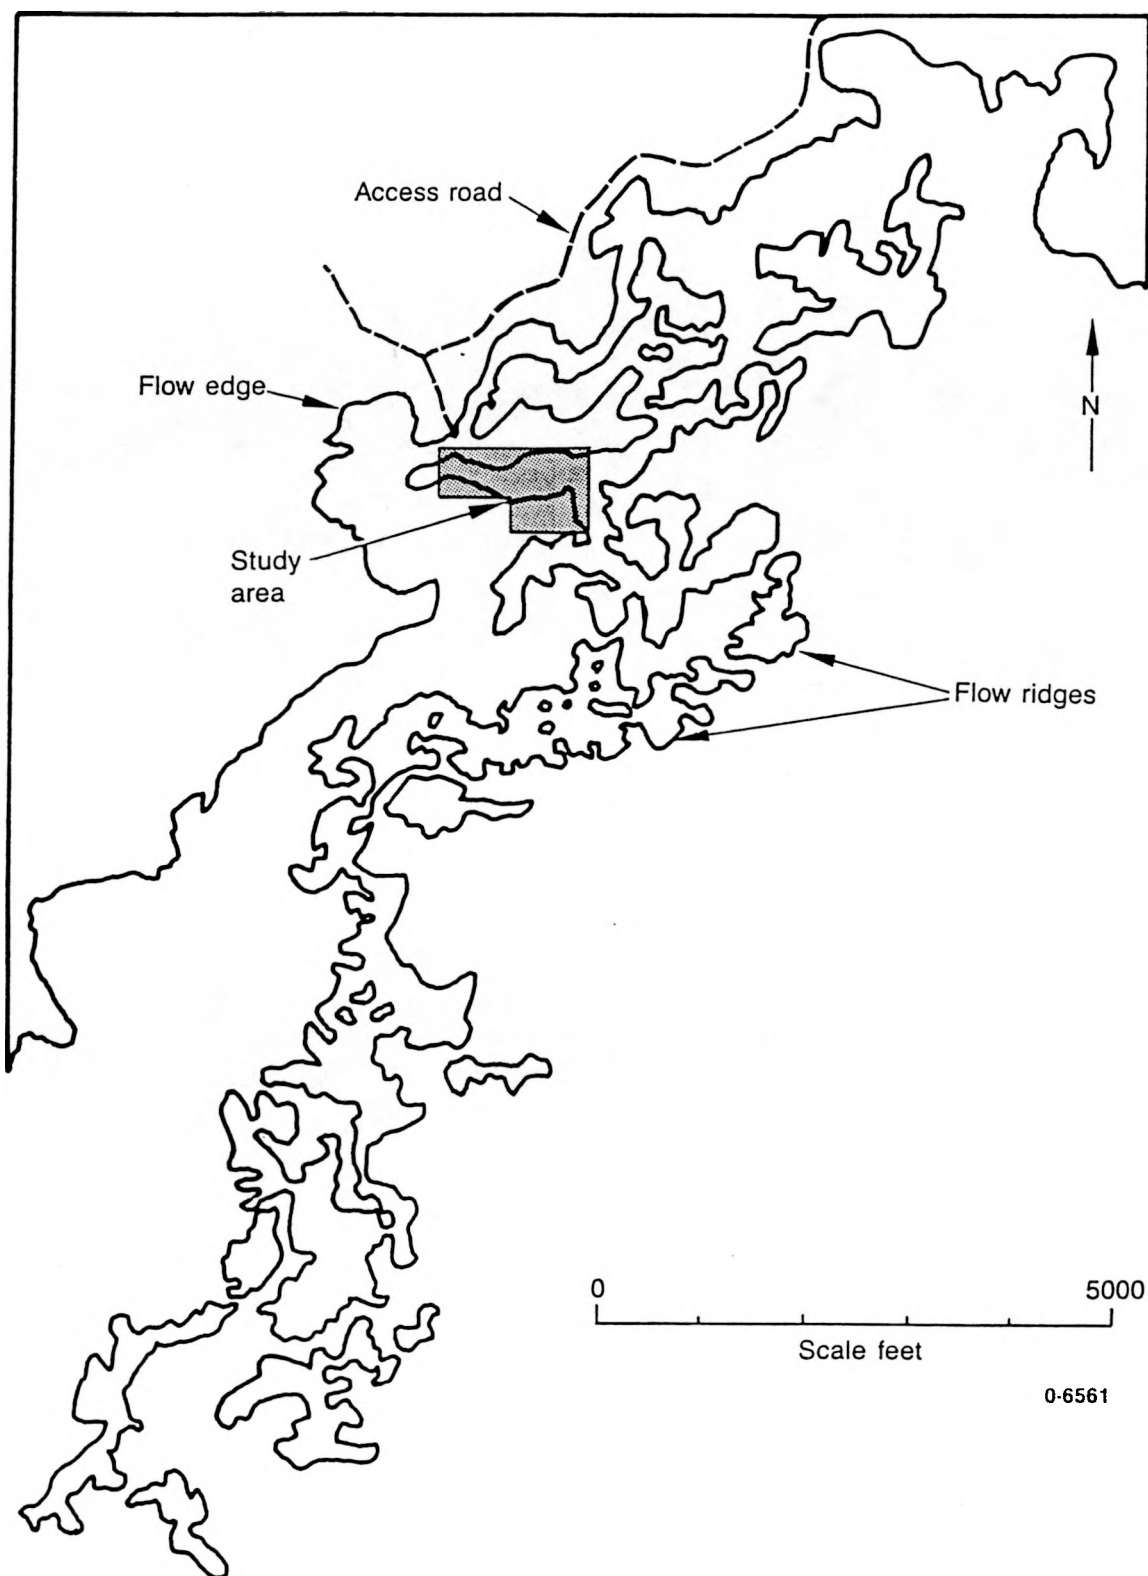 Access road
Flow edge
N
Study
area
Flow ridges
0 5000
Scale feet
0-6561